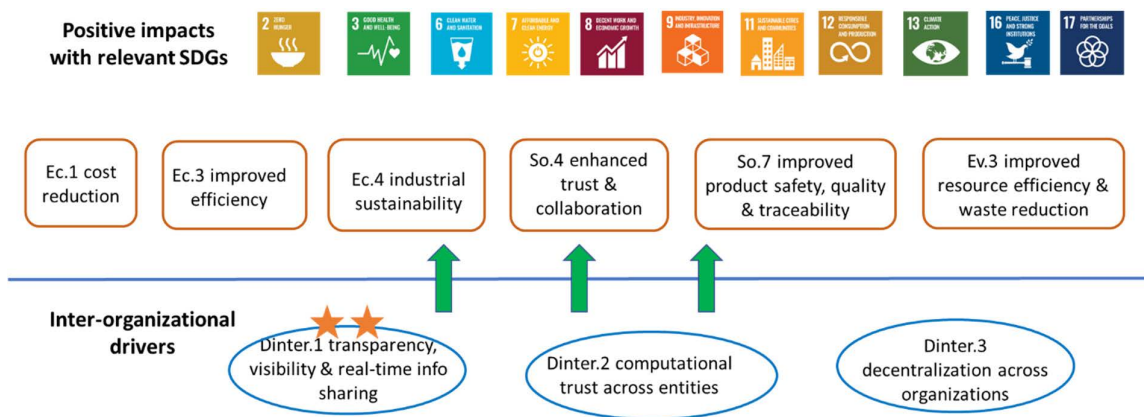 Positive impacts
with relevant SDGs
2 ZERO
HUNGER
3 GOOD HEALTH
AND WELL-BEING
6 CLEAN WATER
AND SANITATION
7 AFFORDABLE AND
CLEAN ENERGY
8 DECENT WORK AND
ECONOMIC GROWTH
9 INDUSTRY, INNOVATION
AND INFRASTRUCTURE
11 SUSTAINABLE CITIES
AND COMMUNITIES
12 RESPONSIBLE
CONSUMPTION
AND PRODUCTION
13 CLIMATE
ACTION
16 PEACE, JUSTICE
AND STRONG
INSTITUTIONS
17 PARTNERSHIPS
FOR THE GOALS
Ec.1 cost
reduction
Ec.3 improved
efficiency
Ec.4 industrial
sustainability
So.4 enhanced
trust &
collaboration
So.7 improved
product safety, quality
& traceability
Ev.3 improved
resource efficiency &
waste reduction
Inter-organizational
drivers
Dinter.1 transparency,
visibility & real-time info
sharing
Dinter.2 computational
trust across entities
Dinter.3
decentralization across
organizations